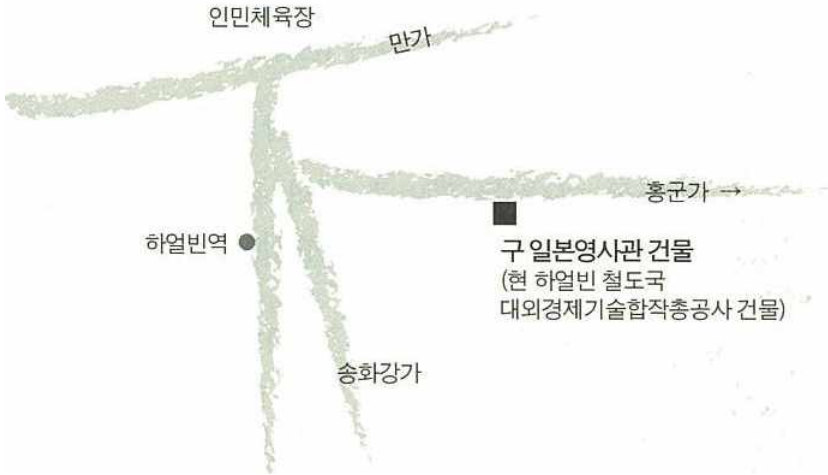 인민체육장
만가
홍군가 →
하얼빈역
구 일본영사관 건물
(현 하얼빈 철도국
대외경제기술합작총공사 건물)
송화강가